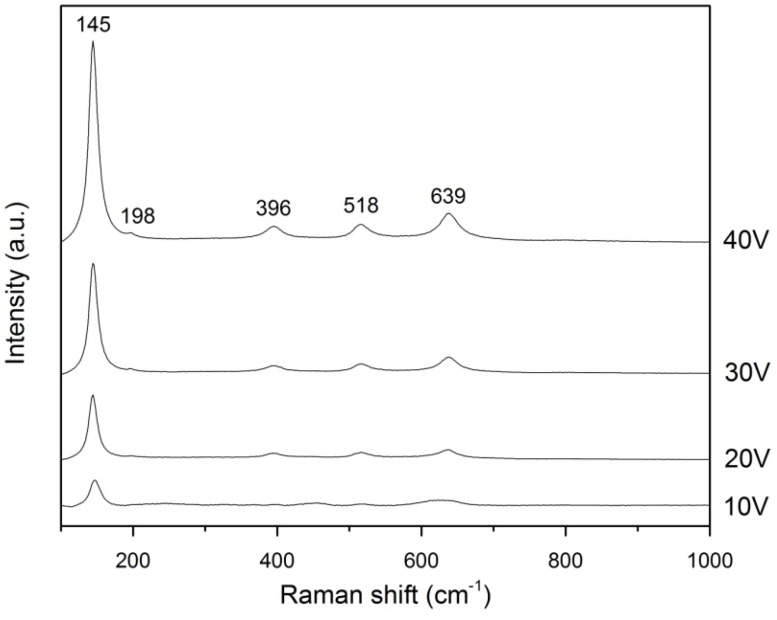 145
198
396
518
639
40V
30V
20V
10V
Intensity (a.u.)
200 400 600 800 1000
Raman shift (cm⁻¹)